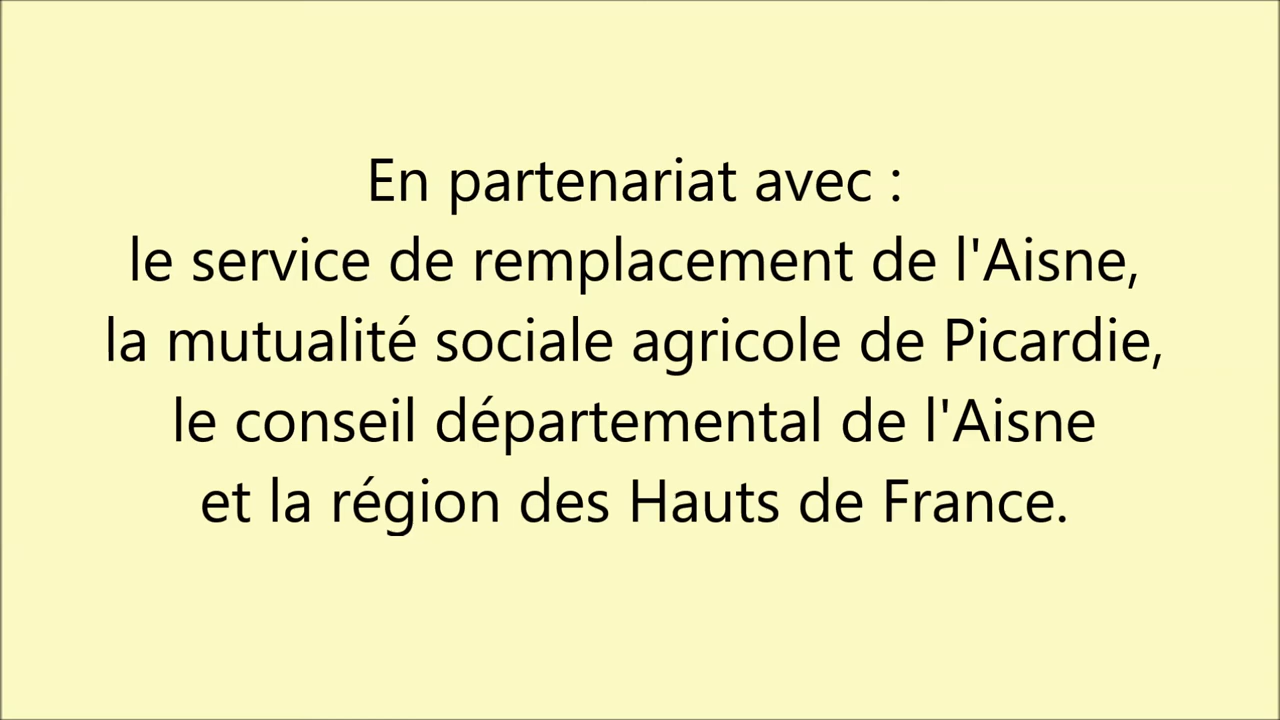 En partenariat avec :
le service de remplacement de l'Aisne,
la mutualité sociale agricole de Picardie,
le conseil départemental de l'Aisne
et la région des Hauts de France.